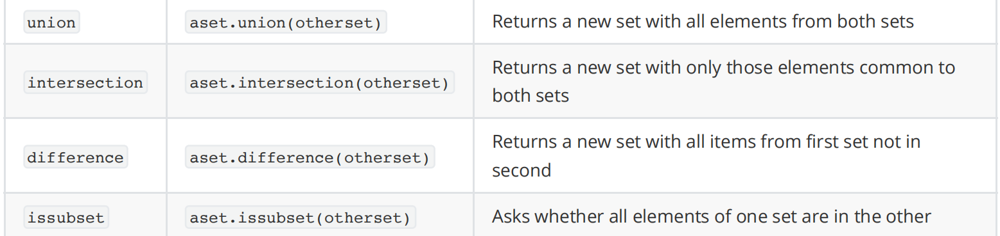 union aset.union(otherset) Returns a new set with all elements from both sets
intersection aset.intersection(otherset) Returns a new set with only those elements common to
both sets
difference aset.difference(otherset) Returns a new set with all items from first set not in
second
issubset aset.issubset(otherset) Asks whether all elements of one set are in the other